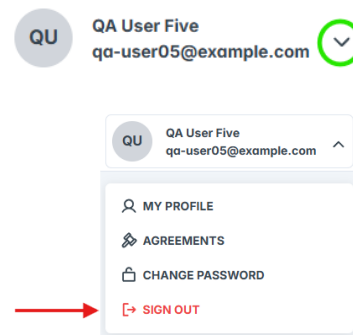 QU
QA User Five
qa-user05@example.com
QU
QA User Five
qa-user05@example.com
MY PROFILE
AGREEMENTS
CHANGE PASSWORD
SIGN OUT